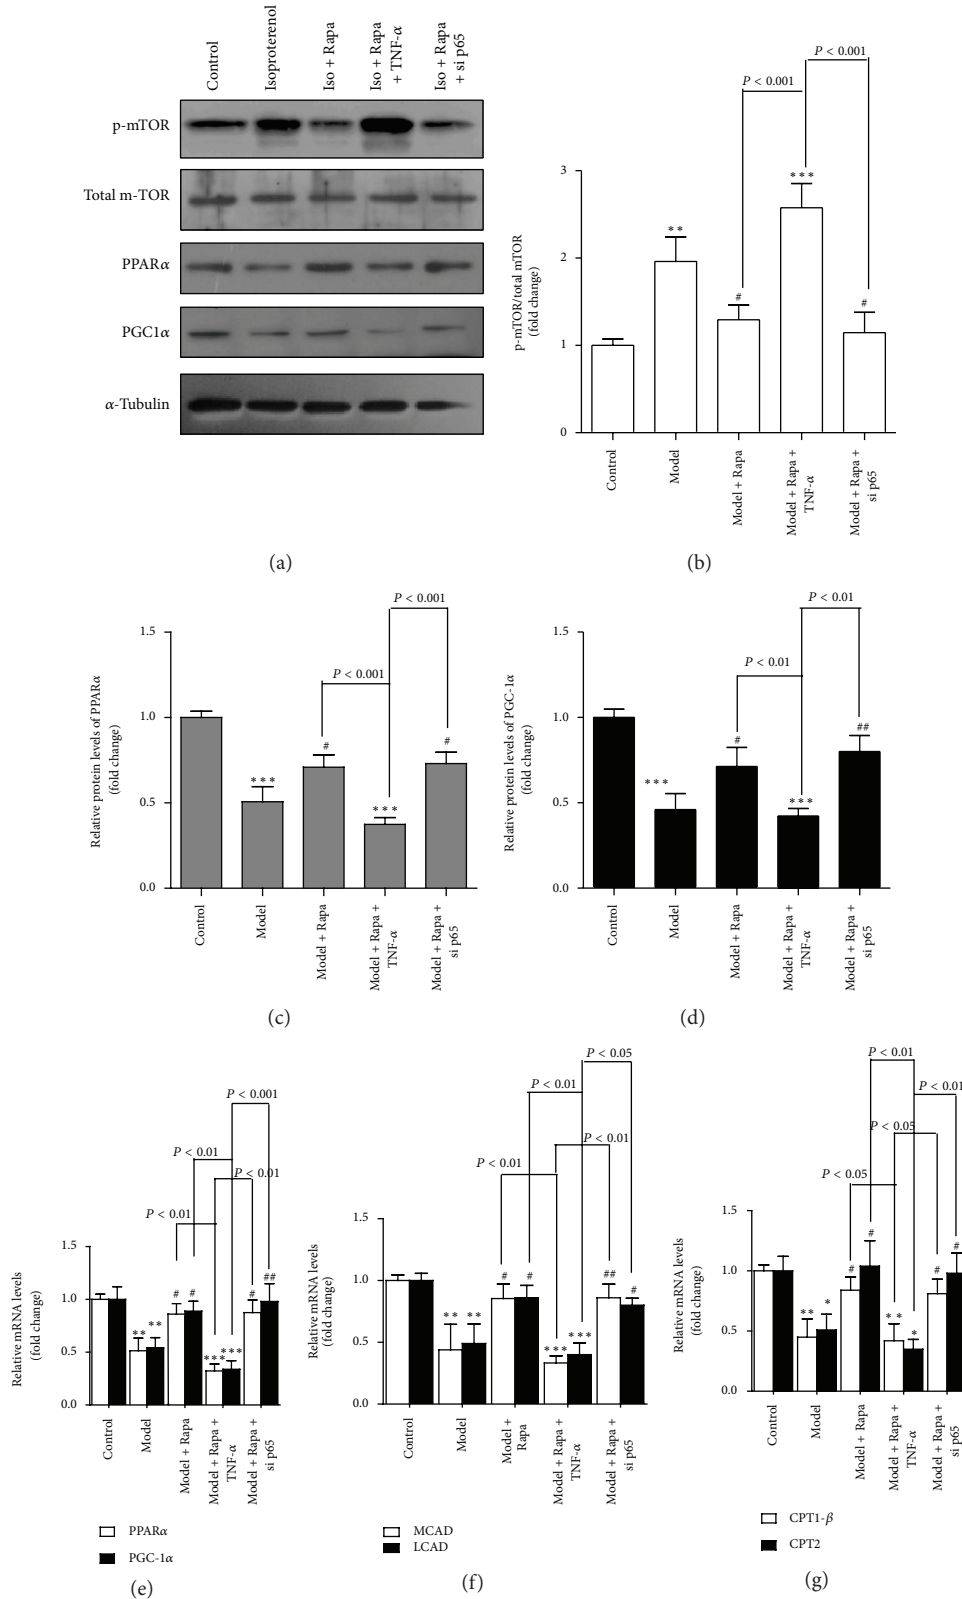 Control
Isoproterenol
Iso + Rapa
Iso + Rapa
+ TNF-α
Iso + Rapa
+ si p65
p-mTOR
Total m-TOR
PPARα
PGC1α
α-Tubulin
(a)
P < 0.001
P < 0.001
3
2
1
0
p-mTOR/total mTOR
(fold change)
**
#
***
#
Control
Model
Model + Rapa
Model + Rapa +
TNF-α
Model + Rapa +
si p65
(b)
P < 0.001
P < 0.001
1.5
1.0
0.5
0.0
Relative protein levels of PPARα
(fold change)
***
#
***
#
Control
Model
Model + Rapa
Model + Rapa +
TNF-α
Model + Rapa +
si p65
(c)
P < 0.01
P < 0.01
1.5
1.0
0.5
0.0
Relative protein levels of PGC-1α
(fold change)
***
#
***
##
Control
Model
Model + Rapa
Model + Rapa +
TNF-α
Model + Rapa +
si p65
(d)
P < 0.001
P < 0.01
P < 0.01
P < 0.01
1.5
1.0
0.5
0.0
Relative mRNA levels
(fold change)
** **
# #
*** ***
# ##
Control
Model
Model + Rapa
Model + Rapa +
TNF-α
Model + Rapa +
si p65
PPARα
PGC-1α
(e)
P < 0.05
P < 0.01
P < 0.01
P < 0.01
1.5
1.0
0.5
0.0
Relative mRNA levels
(fold change)
** **
# #
*** ***
## #
Control
Model
Model +
Rapa
Model + Rapa +
TNF-α
Model + Rapa +
si p65
MCAD
LCAD
(f)
P < 0.01
P < 0.01
P < 0.05
P < 0.05
1.5
1.0
0.5
0.0
Relative mRNA levels
(fold change)
** *
# #
** *
# #
Control
Model
Model + Rapa
Model + Rapa +
TNF-α
Model + Rapa +
si p65
CPT1-β
CPT2
(g)